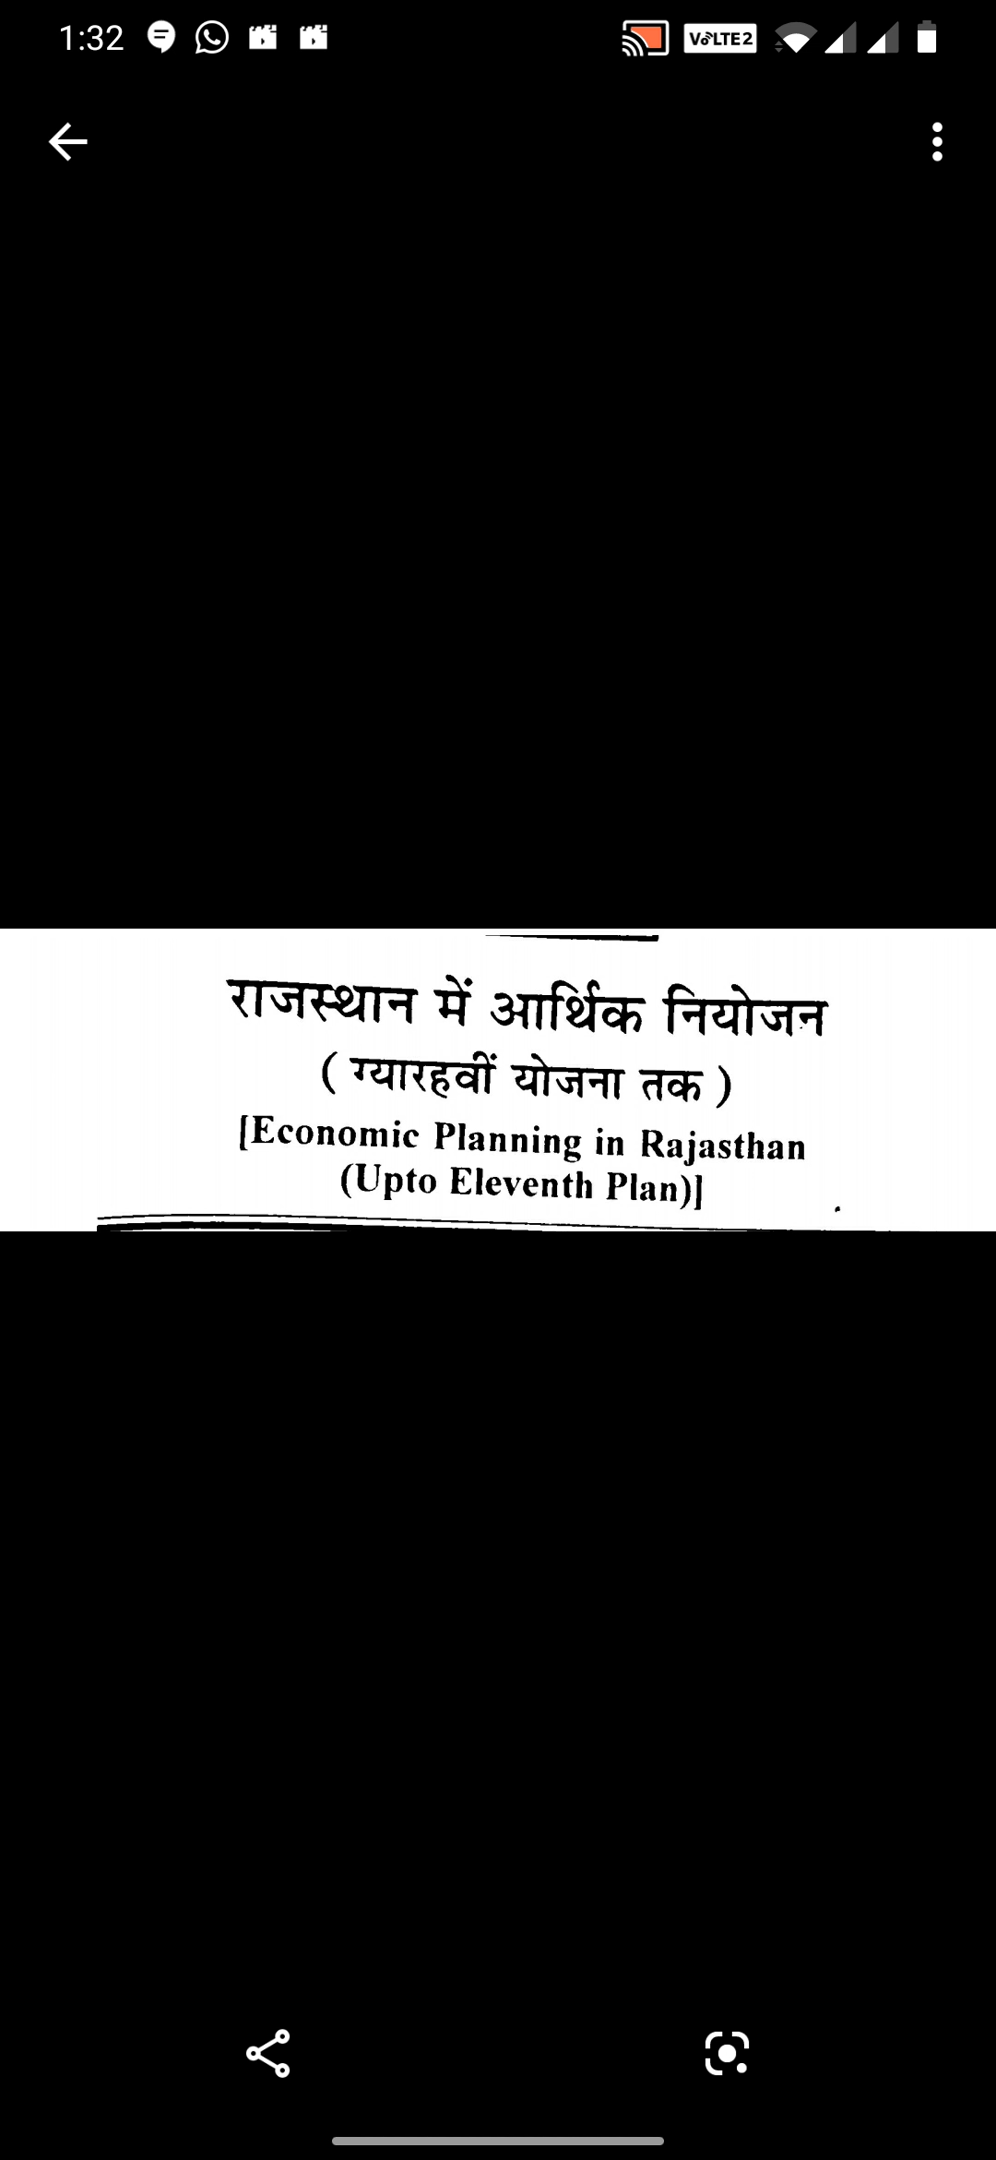 1:32 VoLTE2
राजस्थान में आर्थिक नियोजन
( ग्यारहवीं योजना तक )
[Economic Planning in Rajasthan
(Upto Eleventh Plan)]